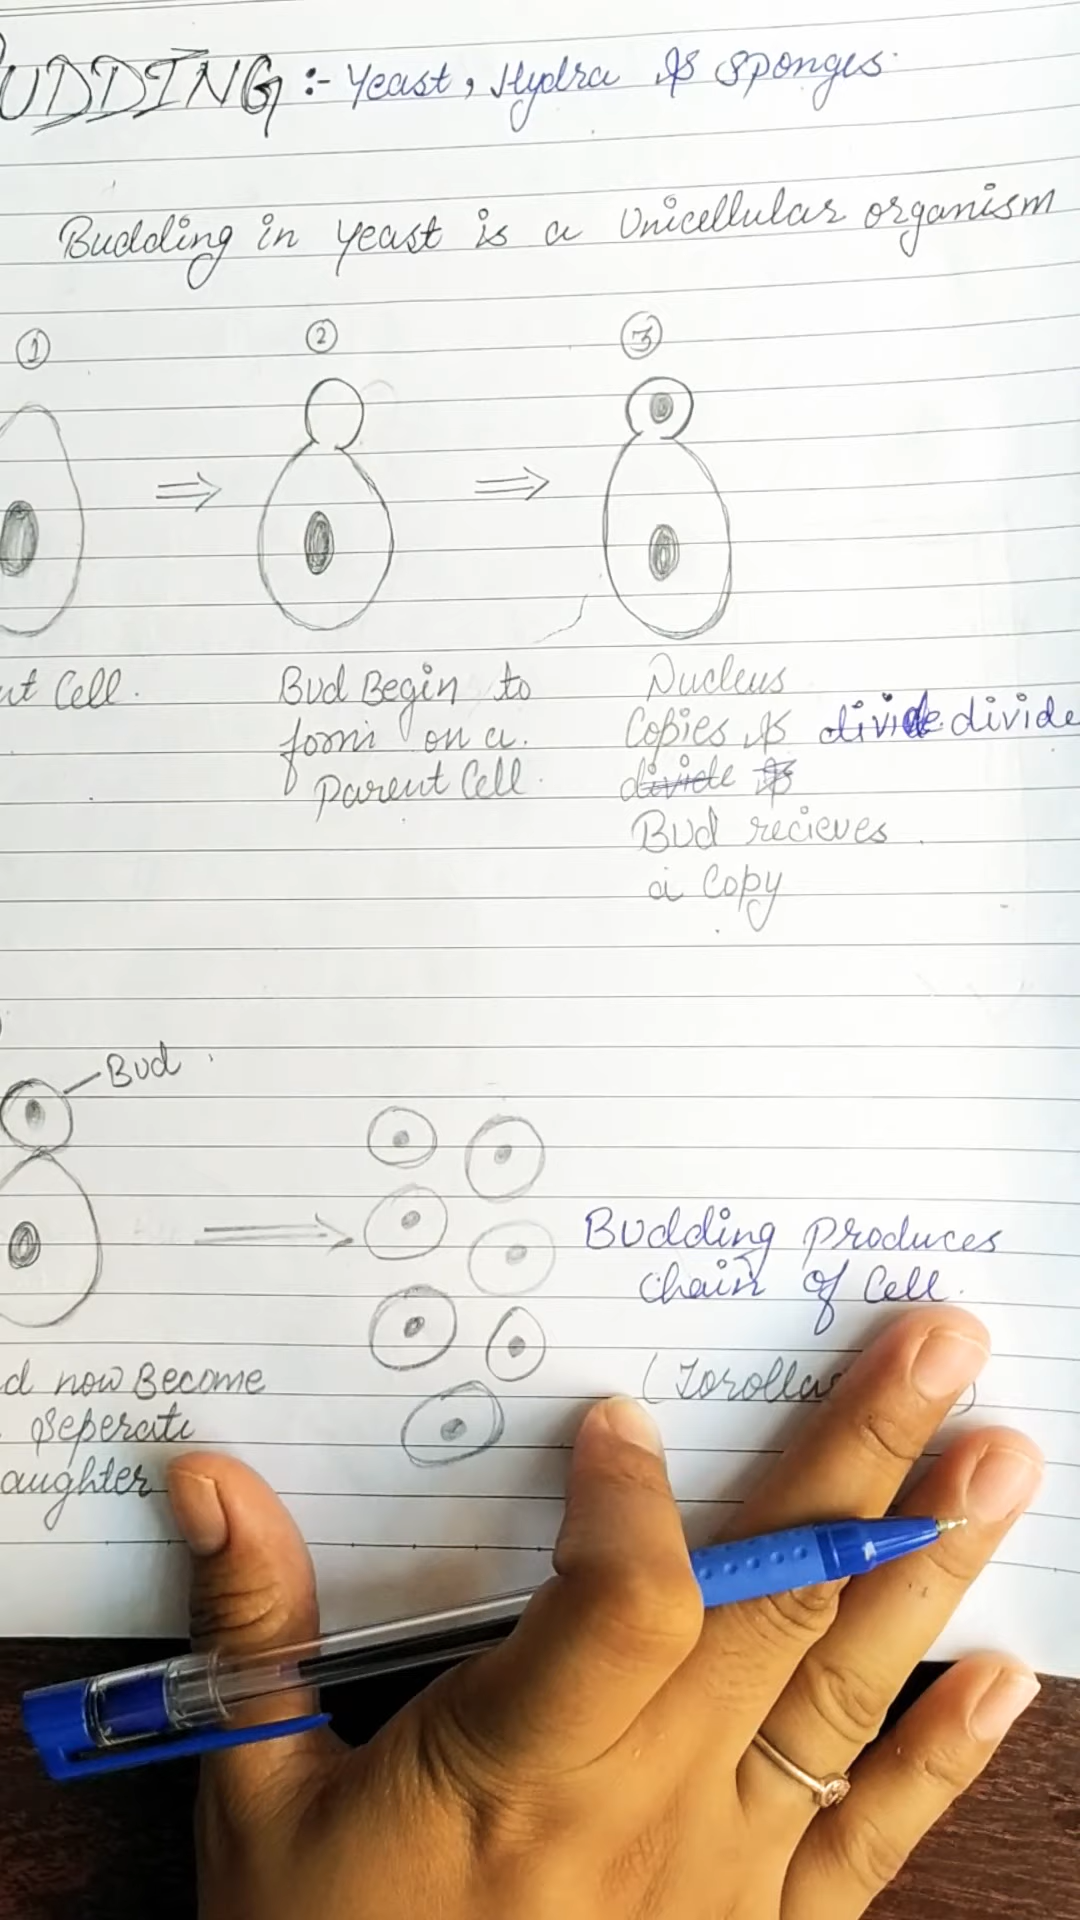 UDDING :- Yeast, Hydra & Sponges.
Budding in yeast is a Unicellular organism
① ② ③
Cell. Bud Begin to Nucleus
form on a. Copies & divide divide
Parent Cell. divide &
Bud recieves
a Copy
Bud
Budding Produces
Chain of Cell.
now Become
seperate
aughter